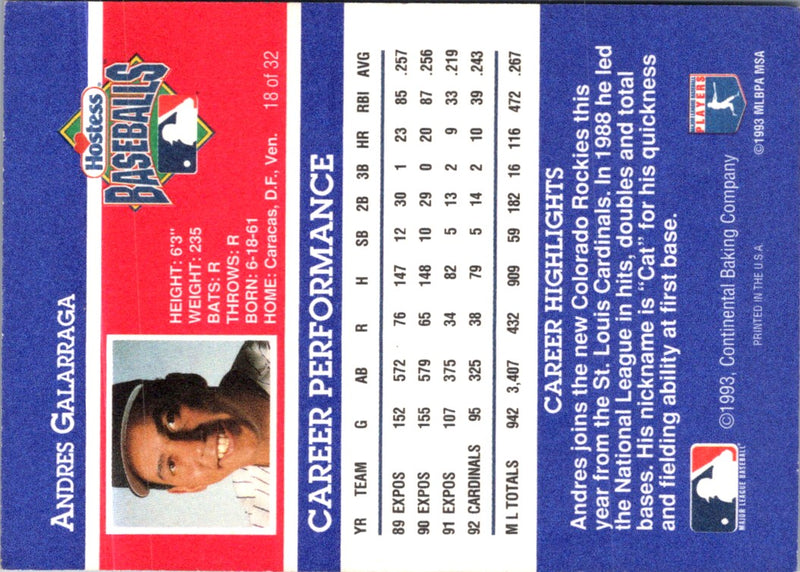 ANDRES GALARRAGA
Hostess
BASEBALLS
18 of 32
HEIGHT: 6'3"
WEIGHT: 235
BATS: R
THROWS: R
BORN: 6-18-61
HOME: Caracas, D.F., Ven.
CAREER PERFORMANCE
YR TEAM G AB R H SB 2B 3B HR RBI AVG
89 EXPOS 152 572 76 147 12 30 1 23 85 .257
90 EXPOS 155 579 65 148 10 29 0 20 87 .256
91 EXPOS 107 375 34 82 5 13 2 9 33 .219
92 CARDINALS 95 325 38 79 5 14 2 10 39 .243
M L TOTALS 942 3,407 432 909 59 182 16 116 472 .267
CAREER HIGHLIGHTS
Andres joins the new Colorado Rockies this
year from the St. Louis Cardinals. In 1988 he led
the National League in hits, doubles and total
bases. His nickname is "Cat" for his quickness
and fielding ability at first base.
MAJOR LEAGUE BASEBALL
©1993, Continental Baking Company
PRINTED IN THE U.S.A.
MAJOR LEAGUE BASEBALL
PLAYERS
©1993 MLBPA MSA